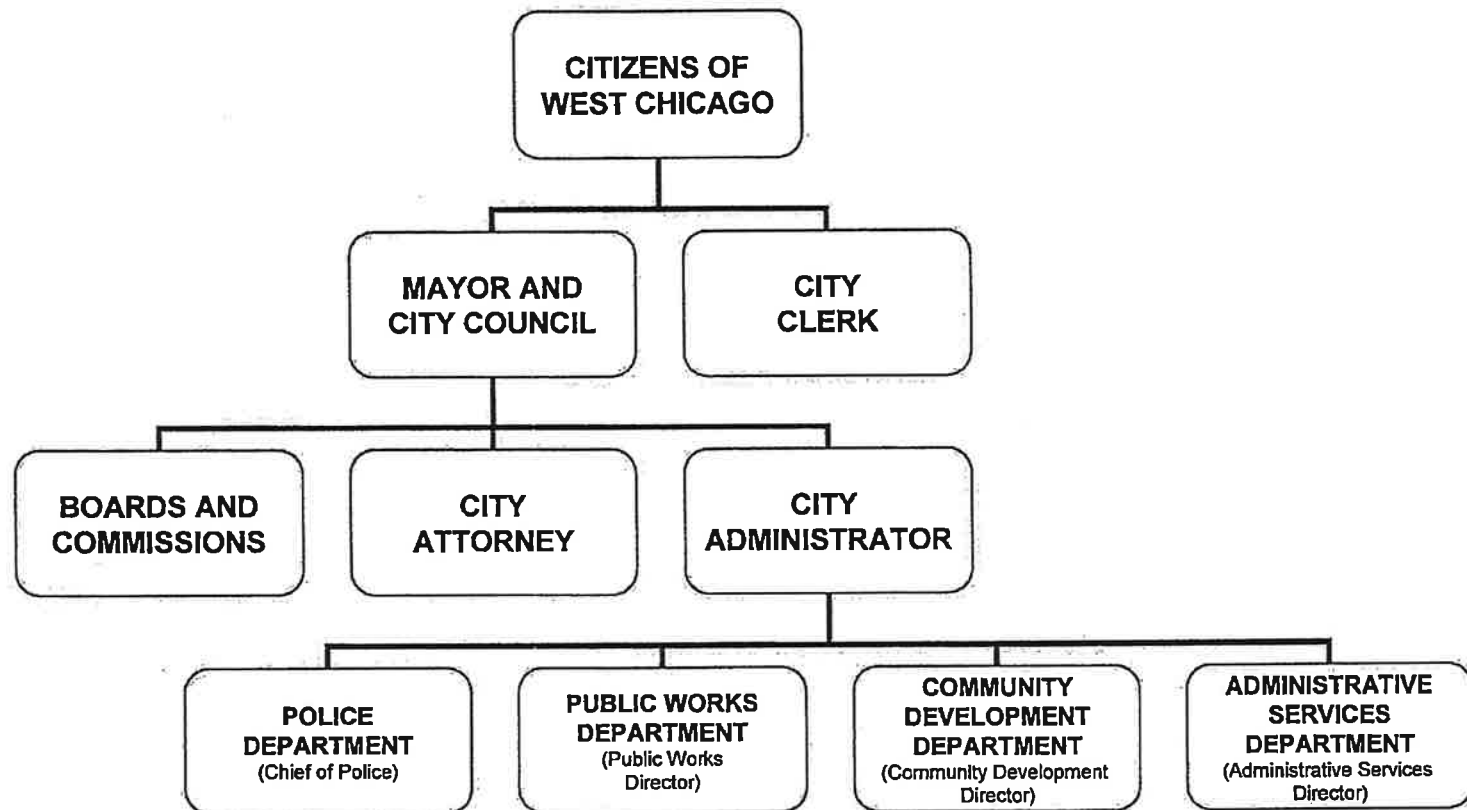 CITIZENS OF
WEST CHICAGO
MAYOR AND
CITY COUNCIL
CITY
CLERK
BOARDS AND
COMMISSIONS
CITY
ATTORNEY
CITY
ADMINISTRATOR
POLICE
DEPARTMENT
(Chief of Police)
PUBLIC WORKS
DEPARTMENT
(Public Works
Director)
COMMUNITY
DEVELOPMENT
DEPARTMENT
(Community Development
Director)
ADMINISTRATIVE
SERVICES
DEPARTMENT
(Administrative Services
Director)